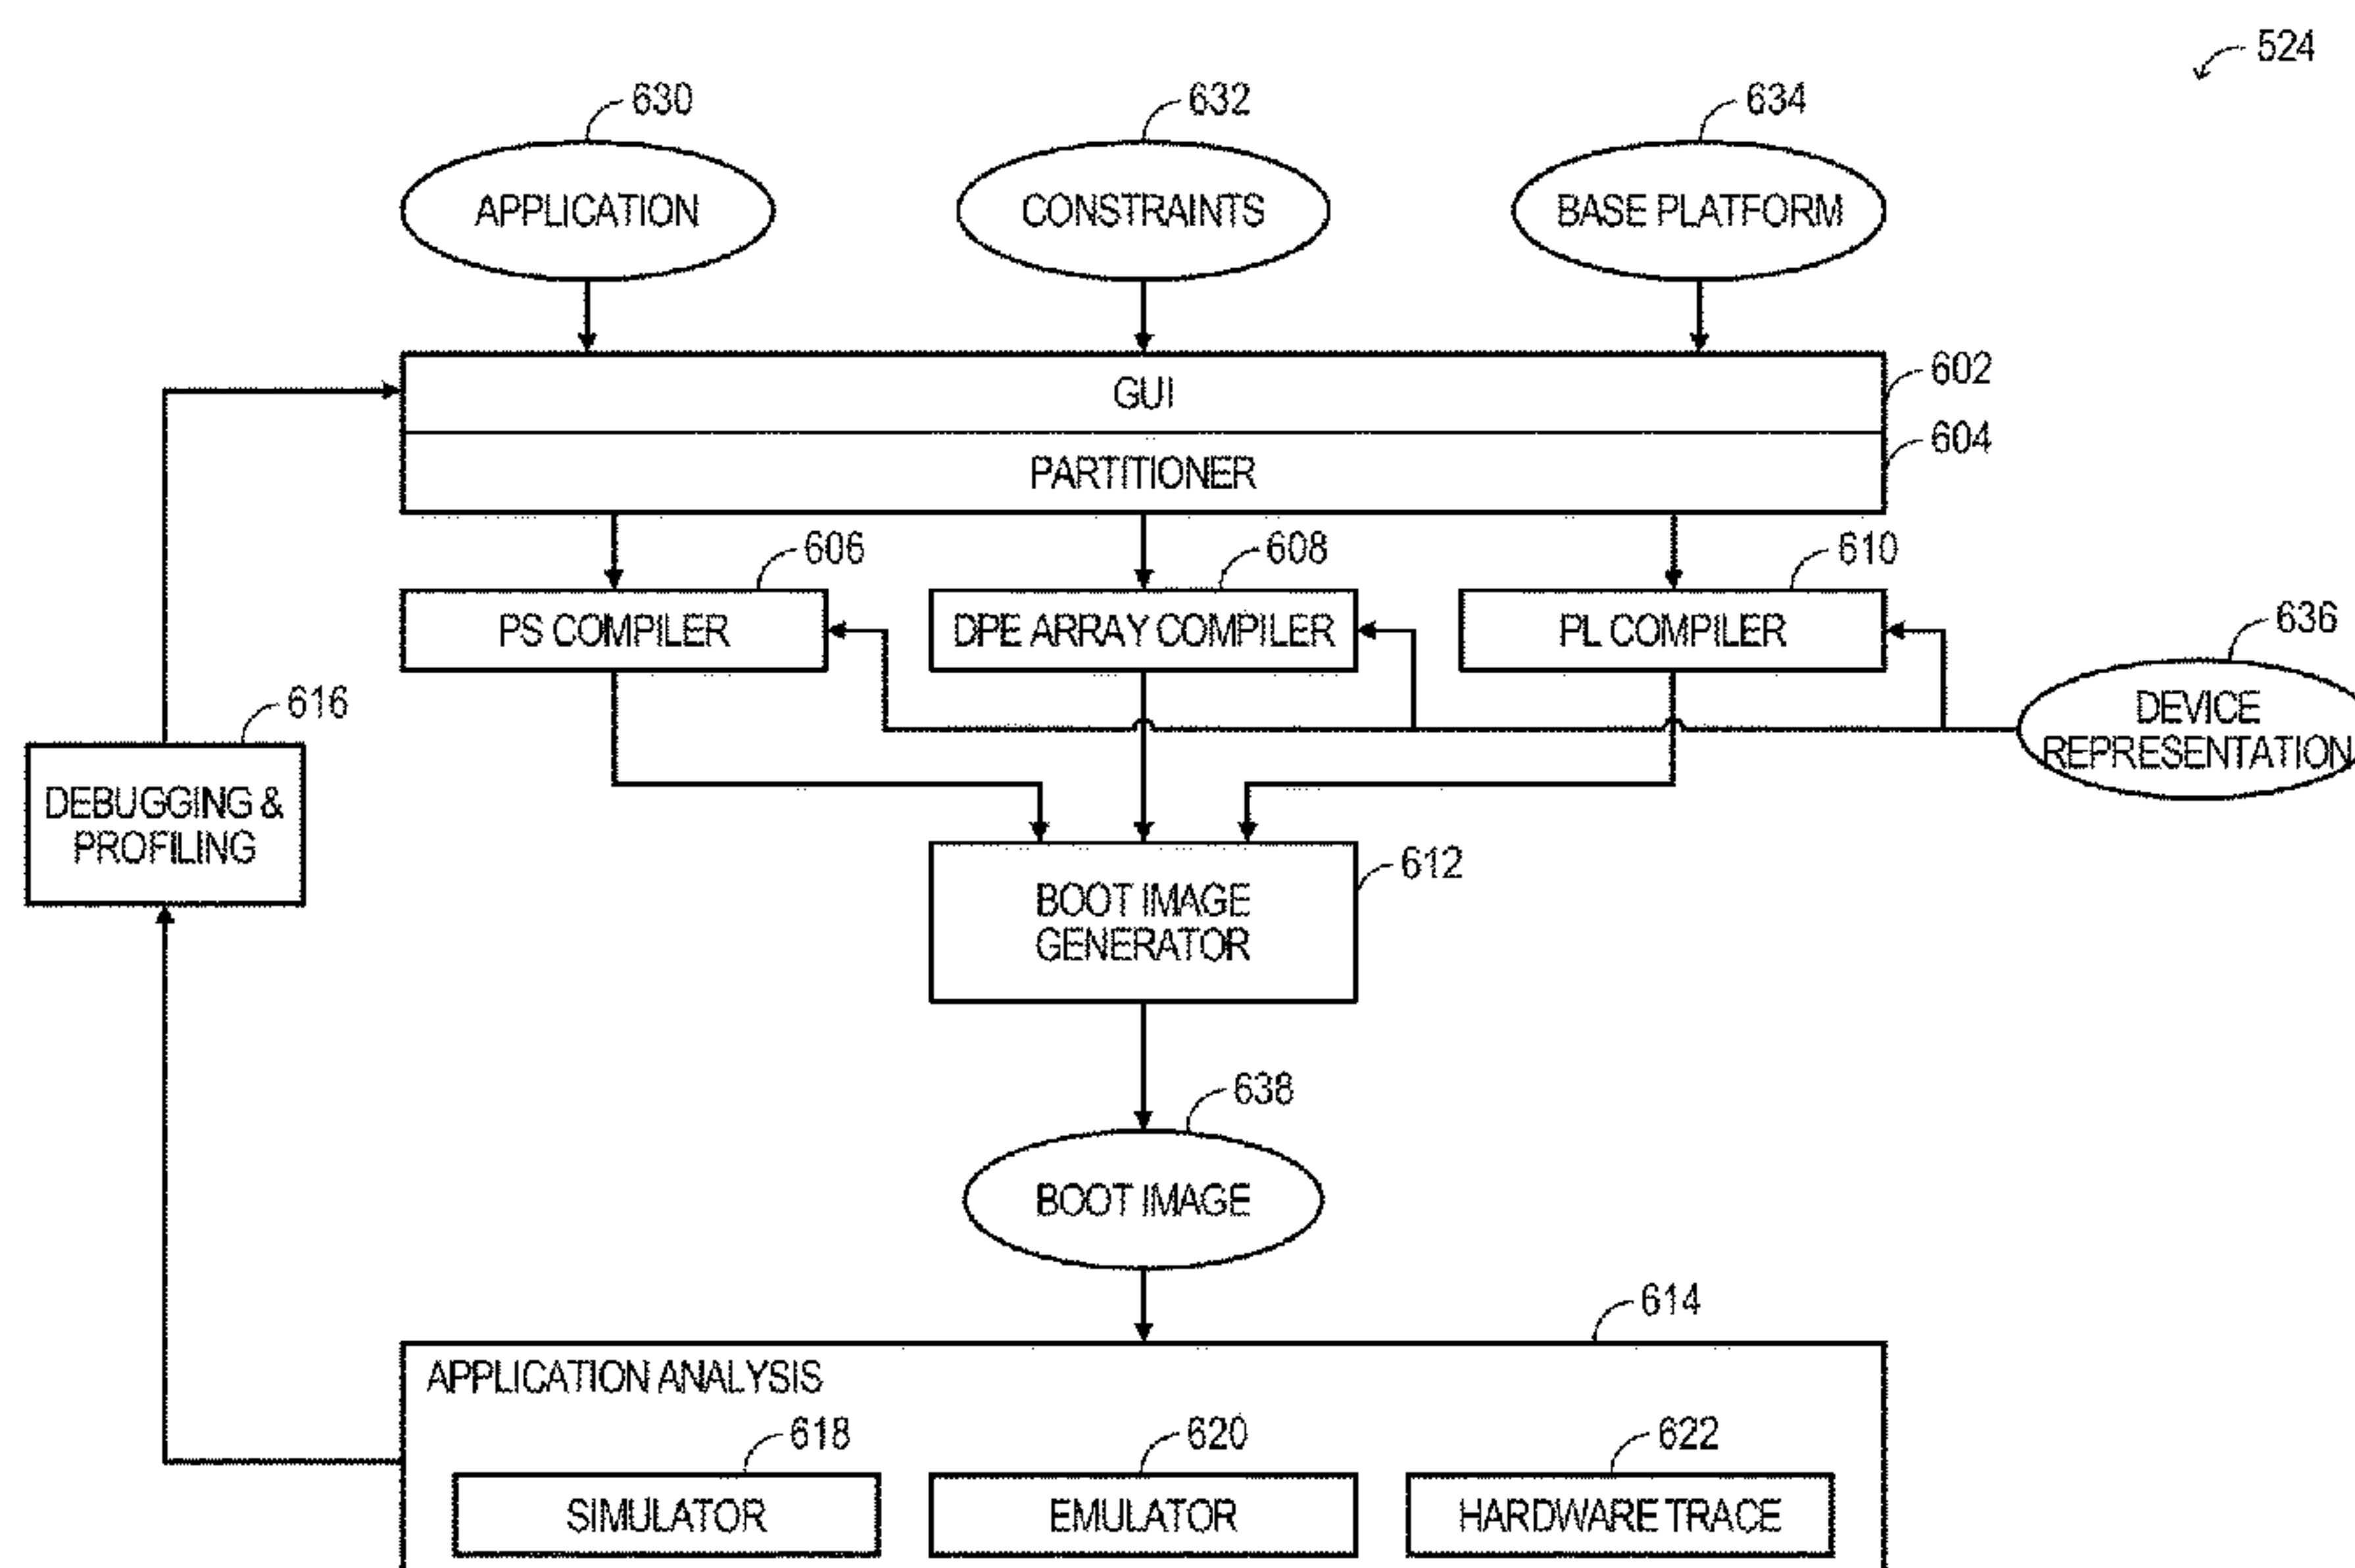 524
630
632
634
APPLICATION
CONSTRAINTS
BASE PLATFORM
602
GUI
604
PARTITIONER
606
608
610
PS COMPILER
DPE ARRAY COMPILER
PL COMPILER
636
DEVICE
REPRESENTATION
616
DEBUGGING &
PROFILING
612
BOOT IMAGE
GENERATOR
638
BOOT IMAGE
614
APPLICATION ANALYSIS
618
620
622
SIMULATOR
EMULATOR
HARDWARE TRACE